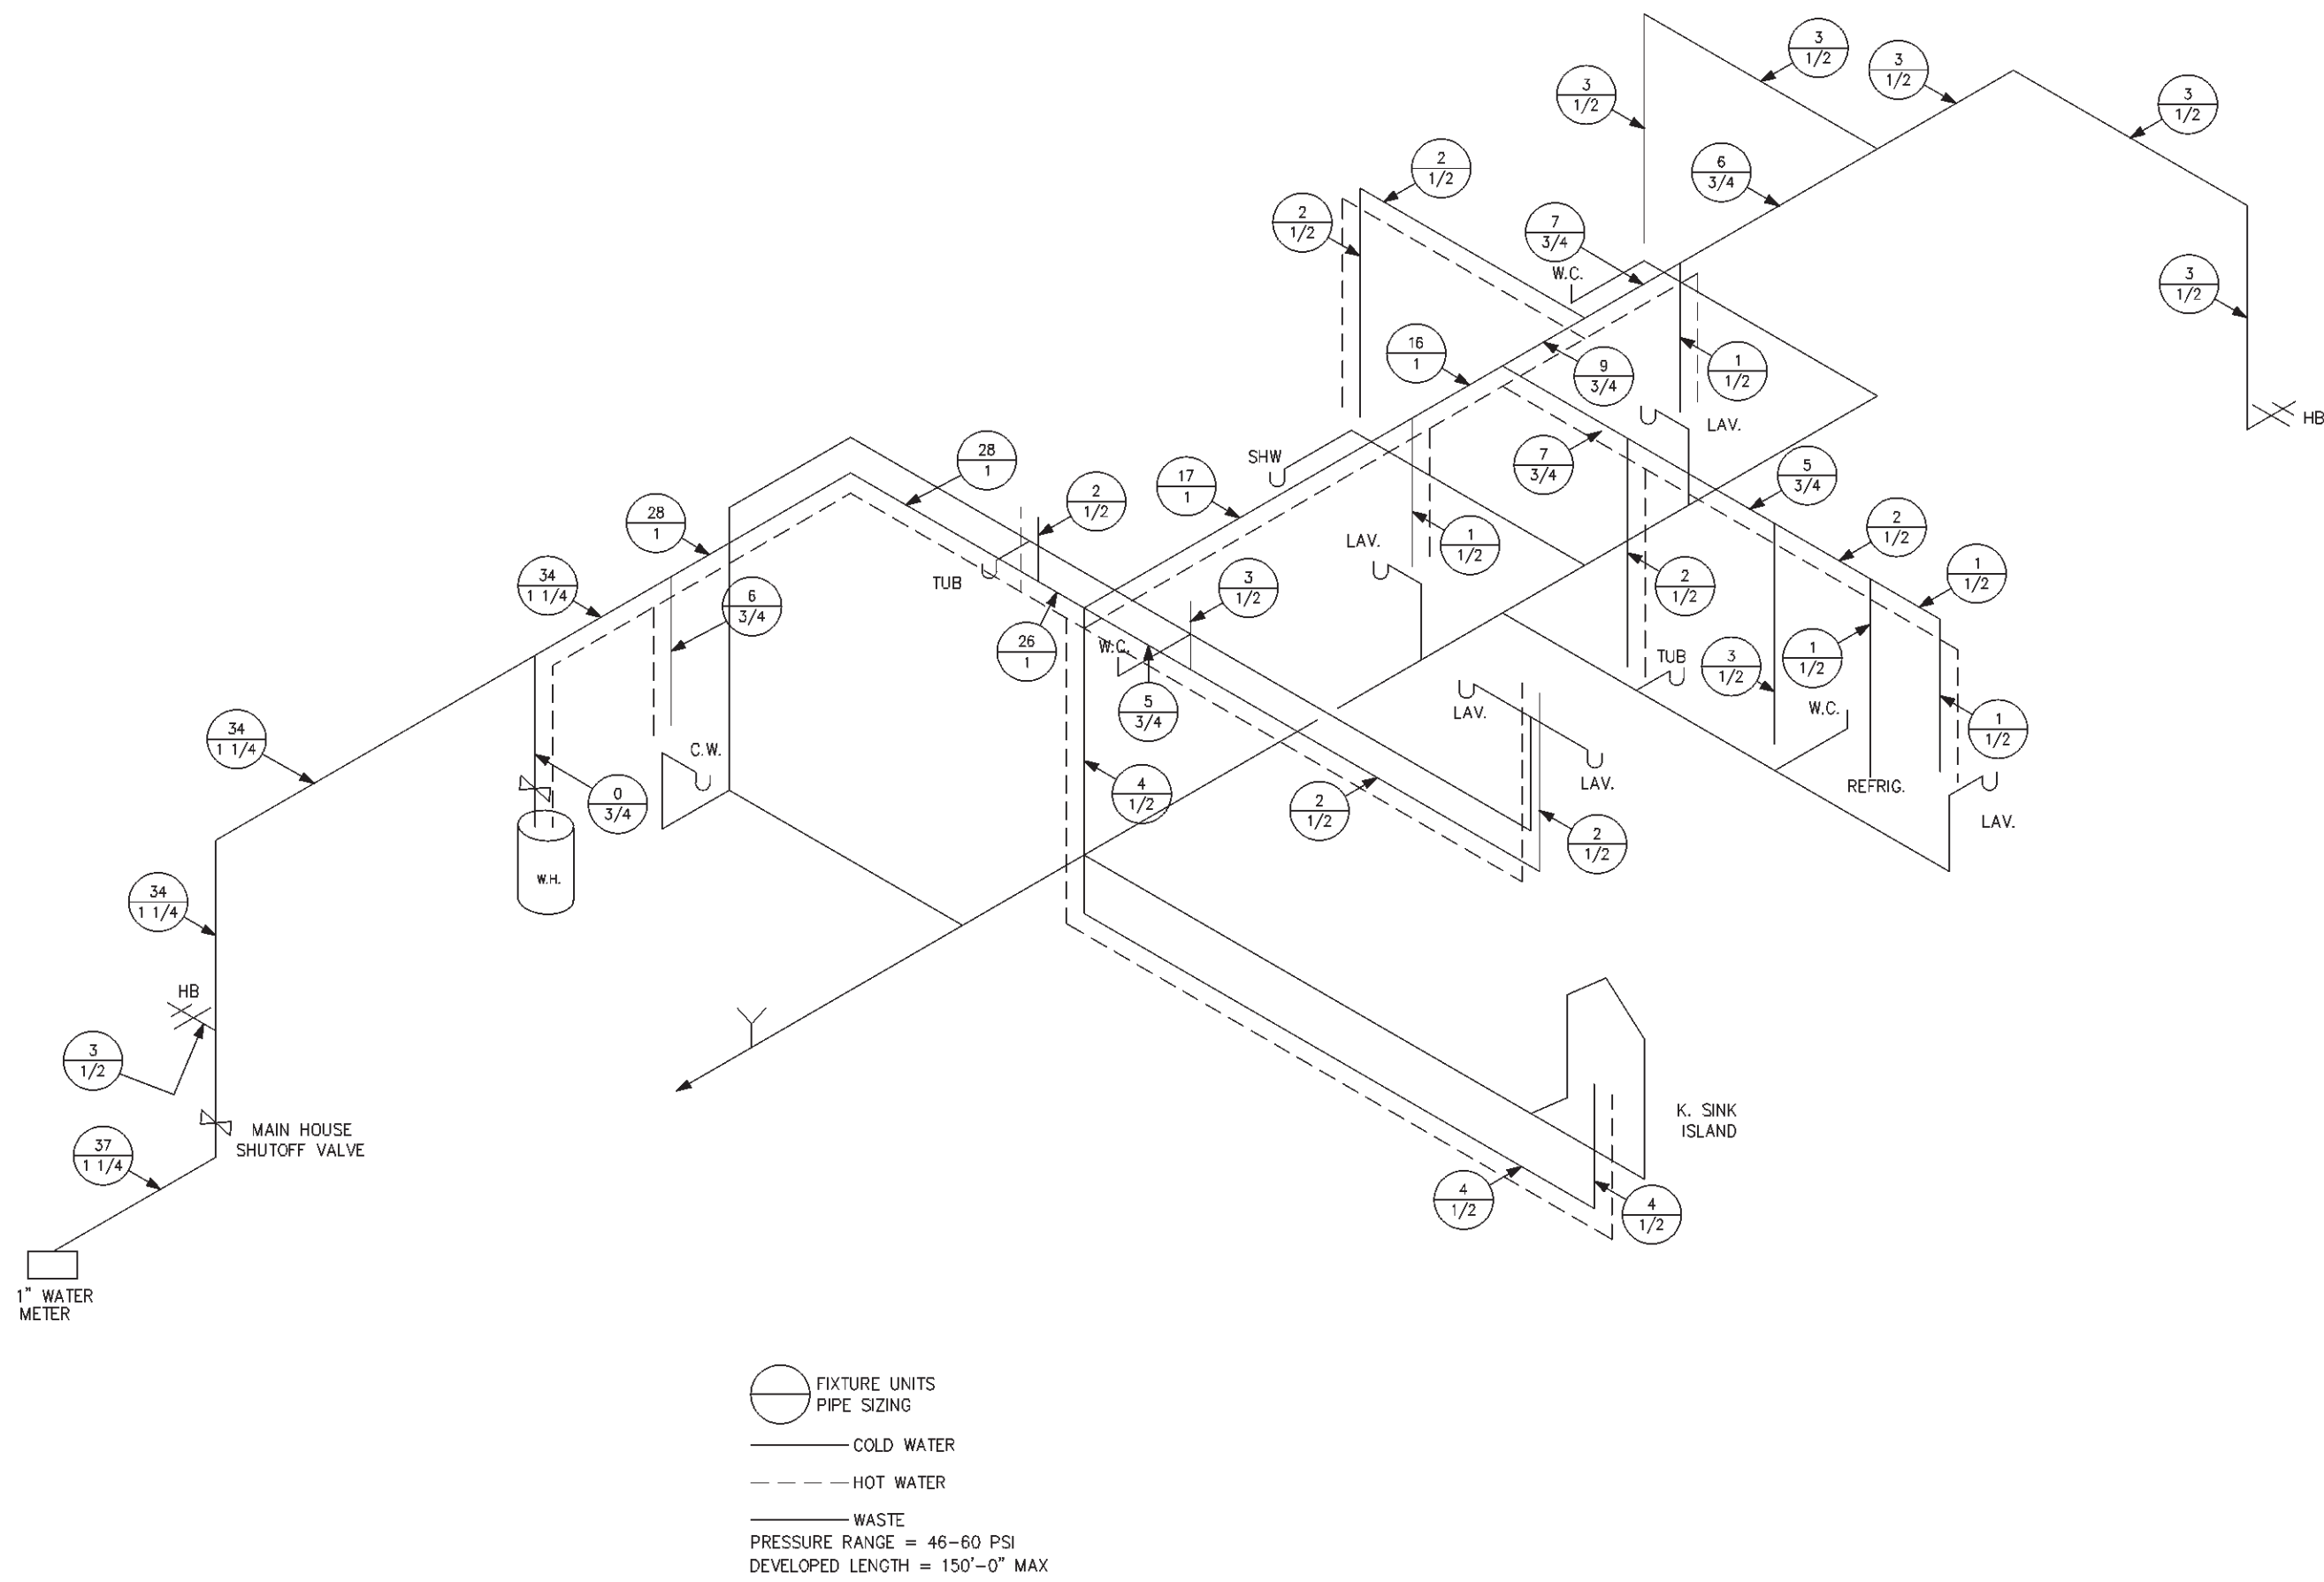 3
1/2
3
1/2
3
1/2
3
1/2
2
1/2
6
3/4
2
1/2
7
3/4
W.C.
3
1/2
16
1
9
3/4
1
1/2
HB
LAV.
28
1
SHW
7
3/4
5
3/4
17
1
2
1/2
28
1
2
1/2
LAV.
1
1/2
34
1 1/4
TUB
3
1/2
2
1/2
1
1/2
6
3/4
26
1
W.C.
TUB
3
1/2
1
1/2
5
3/4
LAV.
W.C.
34
1 1/4
1
1/2
C.W.
4
1/2
LAV.
REFRIG.
0
3/4
2
1/2
LAV.
2
1/2
W.H.
34
1 1/4
HB
3
1/2
MAIN HOUSE
SHUTOFF VALVE
37
1 1/4
K. SINK
ISLAND
4
1/2
4
1/2
1" WATER
METER
FIXTURE UNITS
PIPE SIZING
COLD WATER
HOT WATER
WASTE
PRESSURE RANGE = 46-60 PSI
DEVELOPED LENGTH = 150'-0" MAX